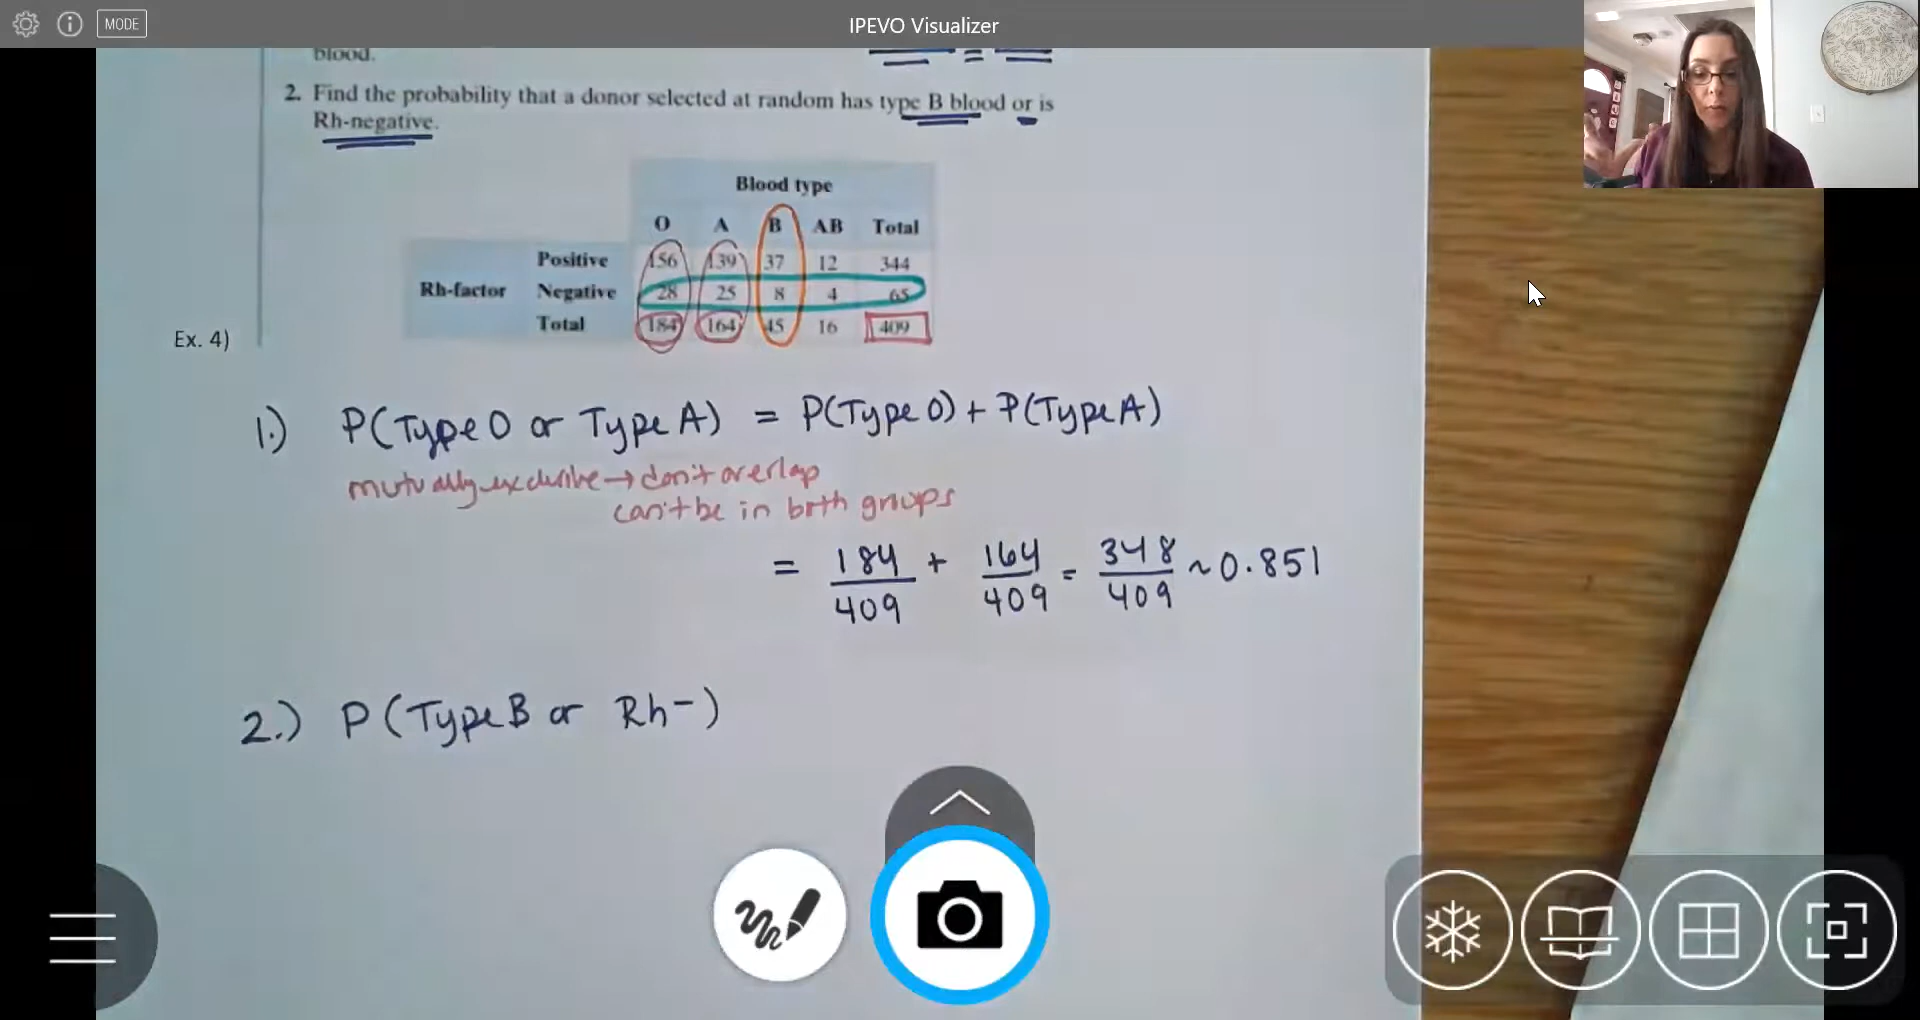 MODE
IPEVO Visualizer
blood.
2. Find the probability that a donor selected at random has type B blood or is
Rh-negative.
Blood type
O A B AB Total
Positive 156 139 37 12 344
Rh-factor Negative 28 25 8 4 65
Total 184 164 45 16 409
Ex. 4)
1.) P(Type O or Type A) = P(Type O) + P(Type A)
mutually exclusive → don't overlap
can't be in both groups
= 184/409 + 164/409 = 348/409 ~ 0.851
2.) P(Type B or Rh-)